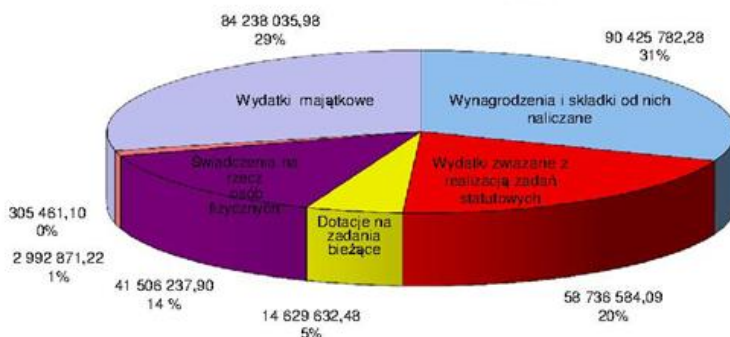 84 238 035,98
29%
90 425 782,28
31%
Wydatki majątkowe
Wynagrodzenia i składki od nich
naliczane
Świadczenia na
rzecz
osób
fizycznych
Wydatki związane z
realizacją zadań
statutowych
Dotacje na
zadania
bieżące
305 461,10
0%
2 992 871,22
1%
41 506 237,90
14 %
14 629 632,48
5%
58 736 584,09
20%